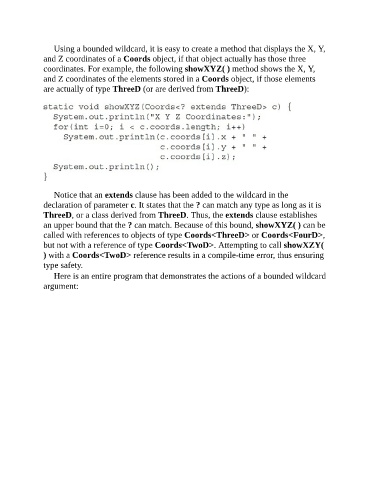 Using a bounded wildcard, it is easy to create a method that displays the X, Y,
and Z coordinates of a Coords object, if that object actually has those three
coordinates. For example, the following showXYZ( ) method shows the X, Y,
and Z coordinates of the elements stored in a Coords object, if those elements
are actually of type ThreeD (or are derived from ThreeD):
static void showXYZ(Coords<? extends ThreeD> c) {
  System.out.println("X Y Z Coordinates:");
  for(int i=0; i < c.coords.length; i++)
    System.out.println(c.coords[i].x + " " +
                       c.coords[i].y + " " +
                       c.coords[i].z);
  System.out.println();
}
Notice that an extends clause has been added to the wildcard in the
declaration of parameter c. It states that the ? can match any type as long as it is
ThreeD, or a class derived from ThreeD. Thus, the extends clause establishes
an upper bound that the ? can match. Because of this bound, showXYZ( ) can be
called with references to objects of type Coords<ThreeD> or Coords<FourD>,
but not with a reference of type Coords<TwoD>. Attempting to call showXZY(
) with a Coords<TwoD> reference results in a compile-time error, thus ensuring
type safety.
Here is an entire program that demonstrates the actions of a bounded wildcard
argument: